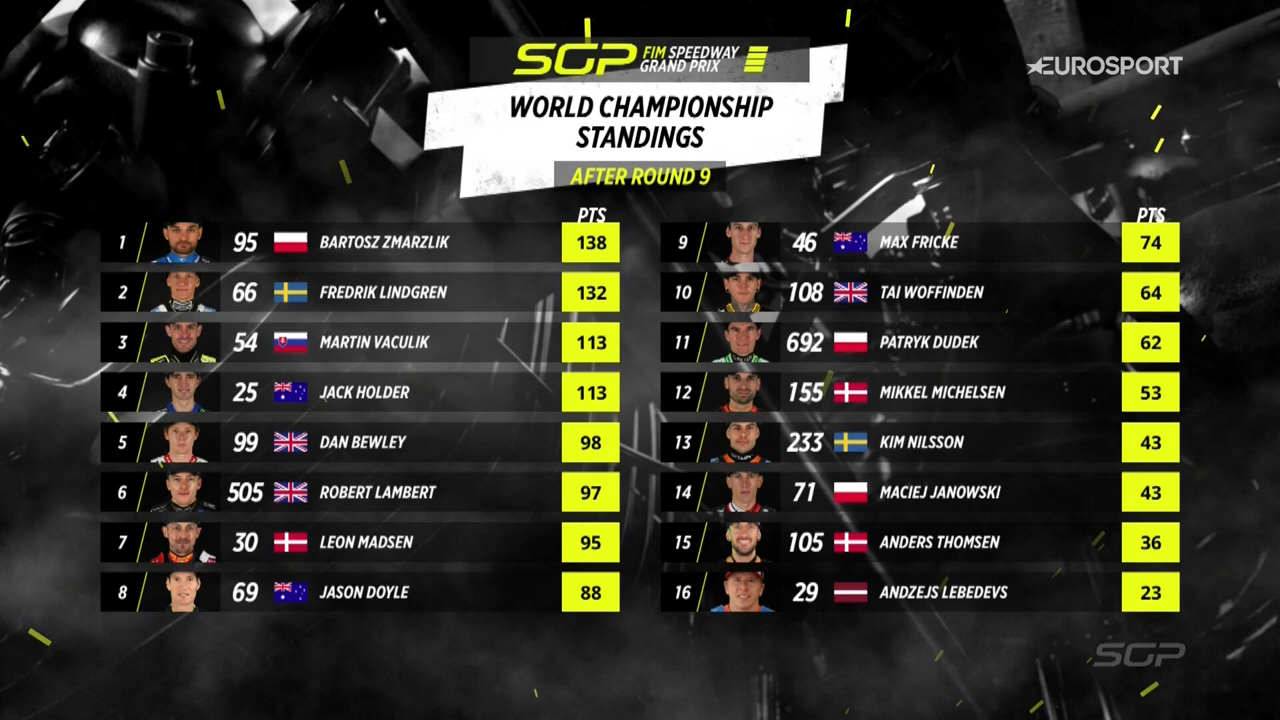 SGP FIM SPEEDWAY
GRAND PRIX
EUROSPORT
WORLD CHAMPIONSHIP
STANDINGS
AFTER ROUND 9
PTS
1 95 BARTOSZ ZMARZLIK 138
2 66 FREDRIK LINDGREN 132
3 54 MARTIN VACULIK 113
4 25 JACK HOLDER 113
5 99 DAN BEWLEY 98
6 505 ROBERT LAMBERT 97
7 30 LEON MADSEN 95
8 69 JASON DOYLE 88
PTS
9 46 MAX FRICKE 74
10 108 TAI WOFFINDEN 64
11 692 PATRYK DUDEK 62
12 155 MIKKEL MICHELSEN 53
13 233 KIM NILSSON 43
14 71 MACIEJ JANOWSKI 43
15 105 ANDERS THOMSEN 36
16 29 ANDZEJS LEBEDEVS 23
SGP